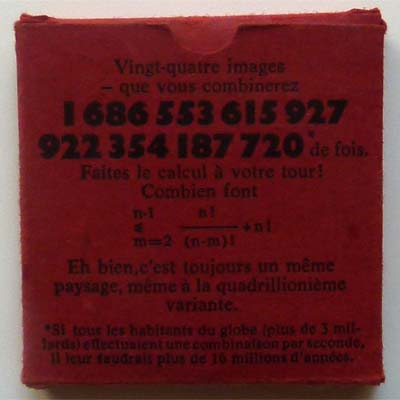 Vingt-quatre images
– que vous combinerez
1 686 553 615 927
922 354 187 720* de fois.
Faites le calcul à votre tour!
Combien font
n-1 n!
ε ——— +n!
m=2 (n-m)!
Eh bien,c'est toujours un même
paysage, même à la quadrillionième
variante.
*Si tous les habitants du globe (plus de 3 mil-
lards) effectuaient une combinaison par seconde,
il leur faudrait plus de 16 millions d'années.